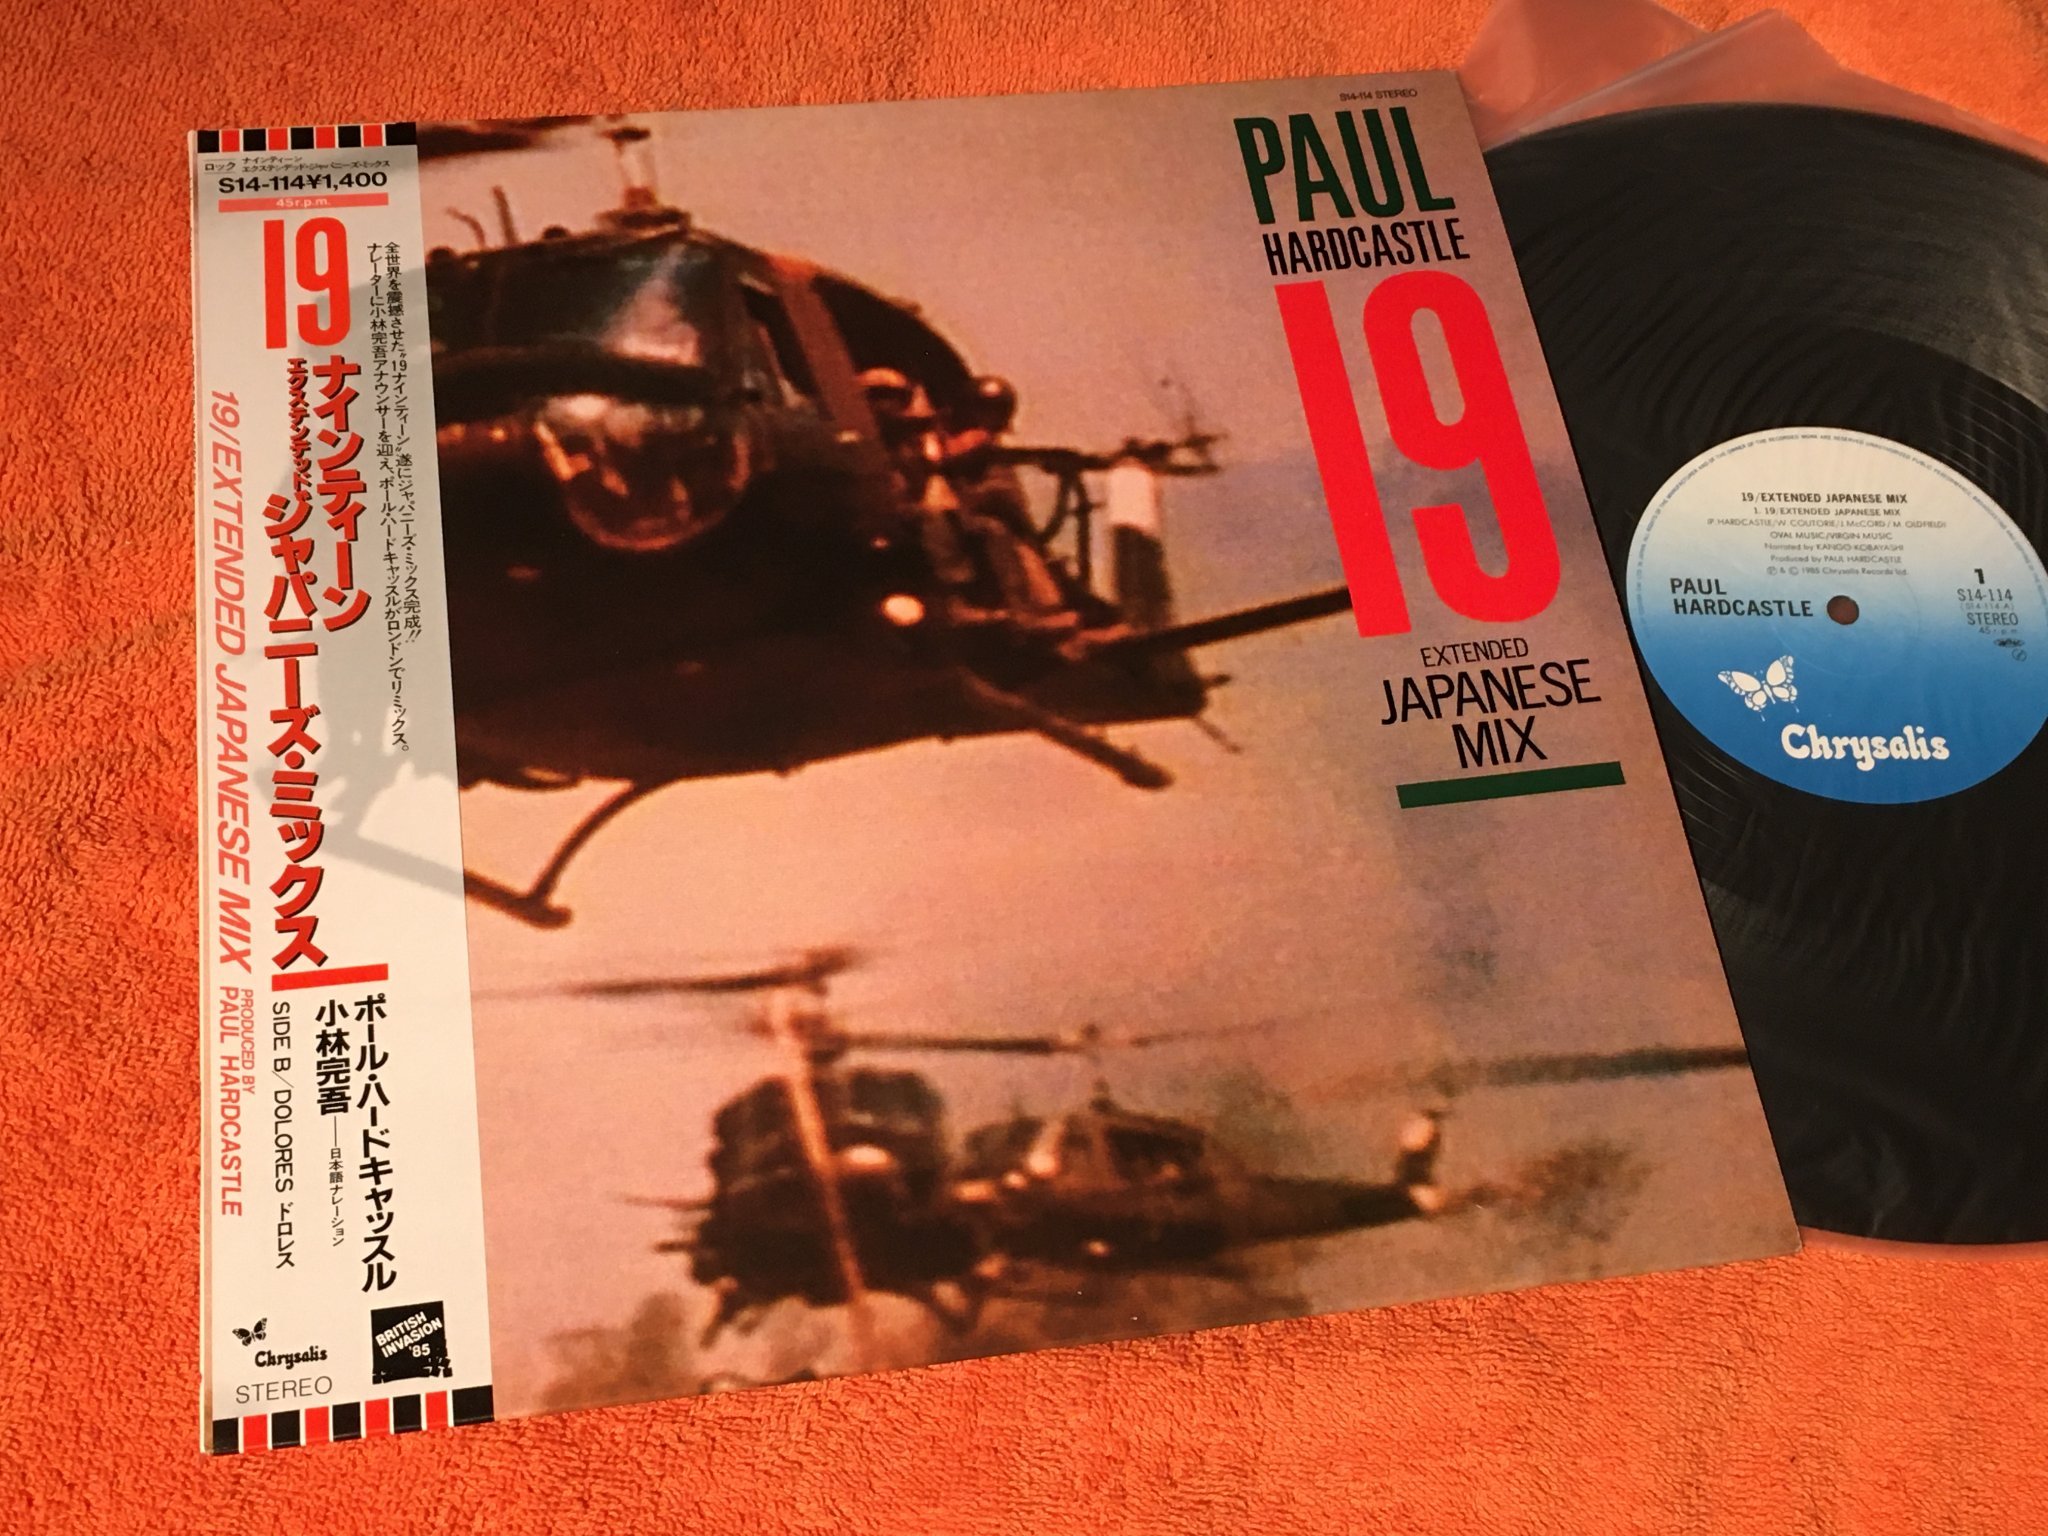 ロック
ナインティーン
エクステンデッド・ジャパニーズ・ミックス
S14-114¥1,400
45r.p.m.
全世界を震撼させた“19ナインティーン”遂にジャパニーズ・ミックス完成!!
ナレーターに小林完吾アナウンサーを迎え、ポール・ハードキャッスルがロンドンでリミックス。
19
ナインティーン
エクステンデッド
ジャパニーズ・ミックス
19/EXTENDED JAPANESE MIX
PRODUCED BY
PAUL HARDCASTLE
ポール・ハードキャッスル
小林完吾——日本語ナレーション
SIDE B/DOLORES ドロレス
Chrysalis
BRITISH
INVASION
'85
STEREO
S14-114 STEREO
PAUL
HARDCASTLE
19
EXTENDED
JAPANESE
MIX
19/EXTENDED JAPANESE MIX
1. 19/EXTENDED JAPANESE MIX
(P. HARDCASTLE/W. COUTORIE/J. McCORD/M. OLDFIELD)
OVAL MUSIC/VIRGIN MUSIC
Narrated by KANGO-KOBAYASHI
Produced by PAUL HARDCASTLE
℗ & © 1985 Chrysalis Records Ltd.
PAUL
HARDCASTLE
1
S14-114
(S14-114-A)
STEREO
45 r.p.m.
Chrysalis